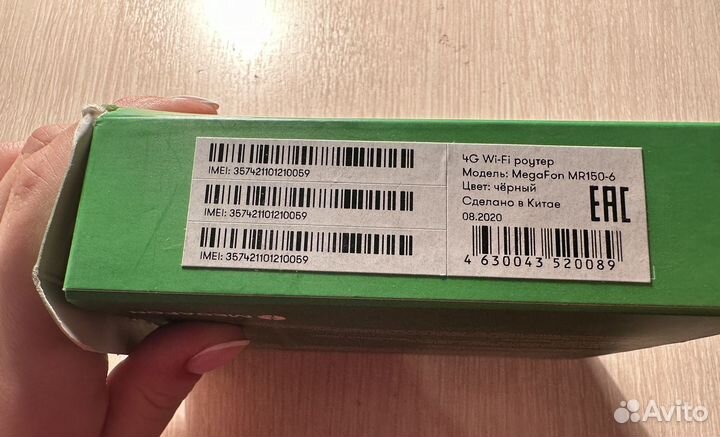 IMEI: 357421101210059
IMEI: 357421101210059
IMEI: 357421101210059
4G Wi-Fi роутер
Модель: MegaFon MR150-6
Цвет: чёрный
Сделано в Китае
08.2020
EAC
4 630043 520089
Avito